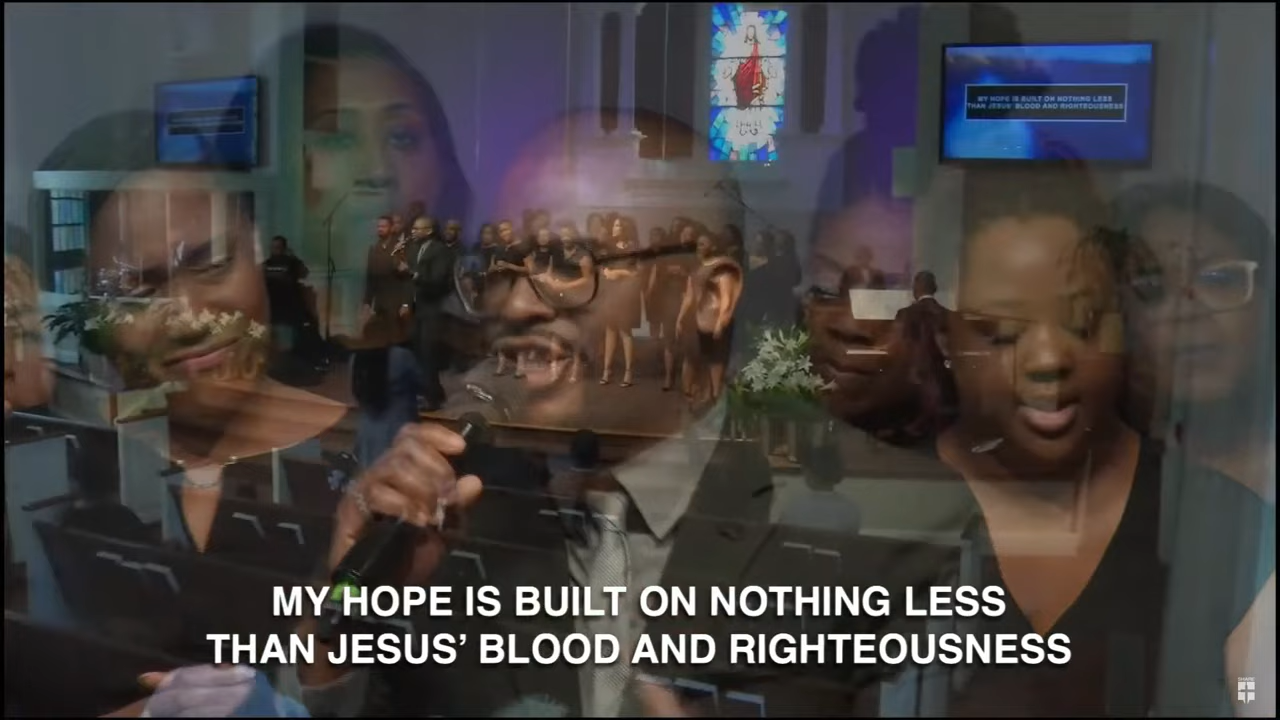 MY HOPE IS BUILT ON NOTHING LESS
THAN JESUS' BLOOD AND RIGHTEOUSNESS
MY HOPE IS BUILT ON NOTHING LESS
THAN JESUS’ BLOOD AND RIGHTEOUSNESS
SHARE